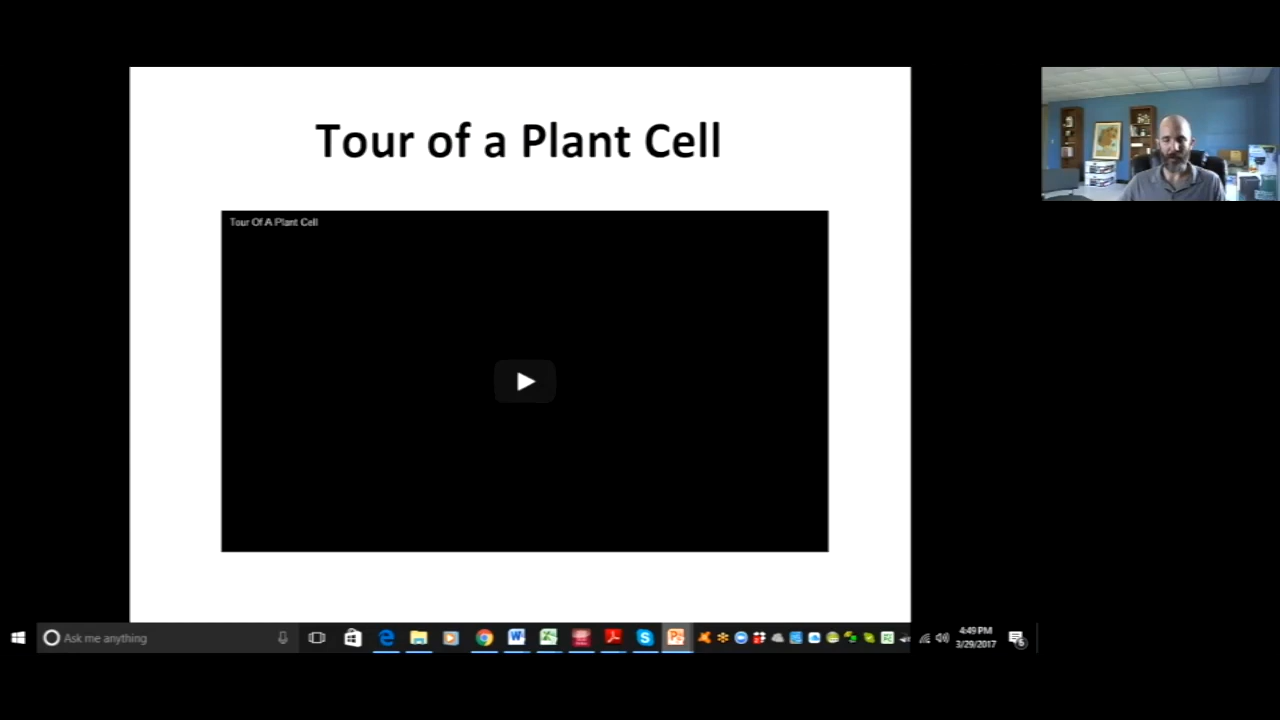 Tour of a Plant Cell
Tour Of A Plant Cell
Ask me anything
4:49 PM
3/29/2017